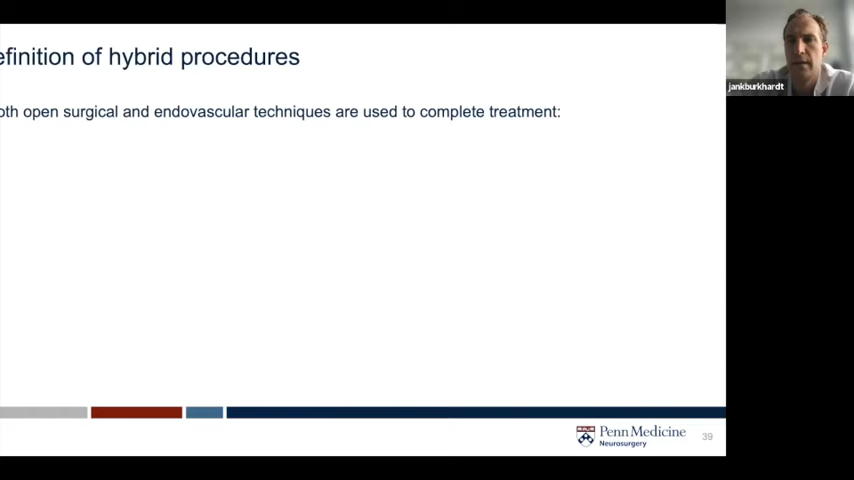 efinition of hybrid procedures
oth open surgical and endovascular techniques are used to complete treatment:
jankburkhardt
Penn Medicine
Neurosurgery
39